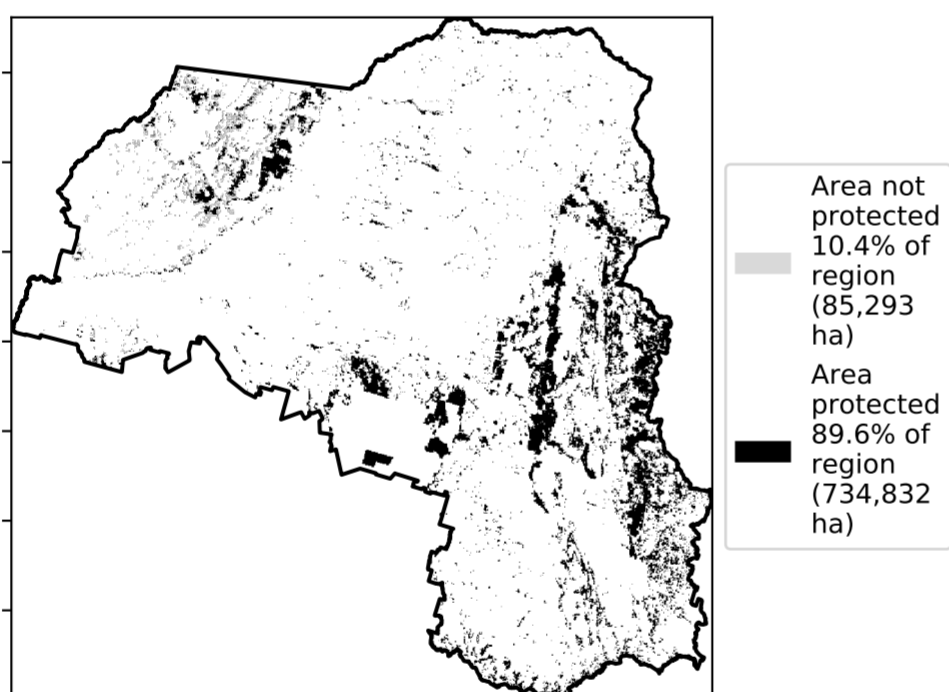 Area not
protected
10.4% of
region
(85,293
ha)
Area
protected
89.6% of
region
(734,832
ha)